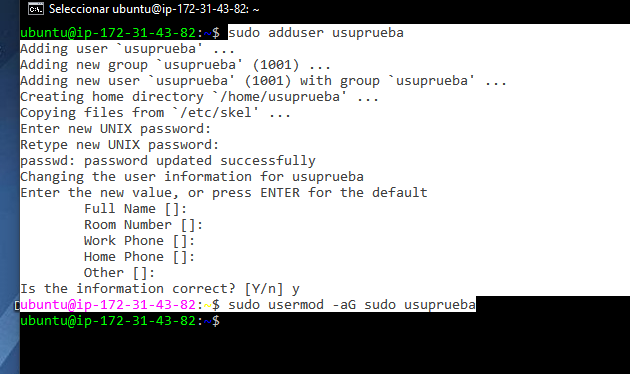 Seleccionar ubuntu@ip-172-31-43-82: ~
ubuntu@ip-172-31-43-82:~$ sudo adduser usuprueba
Adding user `usuprueba' ...
Adding new group `usuprueba' (1001) ...
Adding new user `usuprueba' (1001) with group `usuprueba' ...
Creating home directory `/home/usuprueba' ...
Copying files from `/etc/skel' ...
Enter new UNIX password:
Retype new UNIX password:
passwd: password updated successfully
Changing the user information for usuprueba
Enter the new value, or press ENTER for the default
        Full Name []:
        Room Number []:
        Work Phone []:
        Home Phone []:
        Other []:
Is the information correct? [Y/n] y
ubuntu@ip-172-31-43-82:~$ sudo usermod -aG sudo usuprueba
ubuntu@ip-172-31-43-82:~$